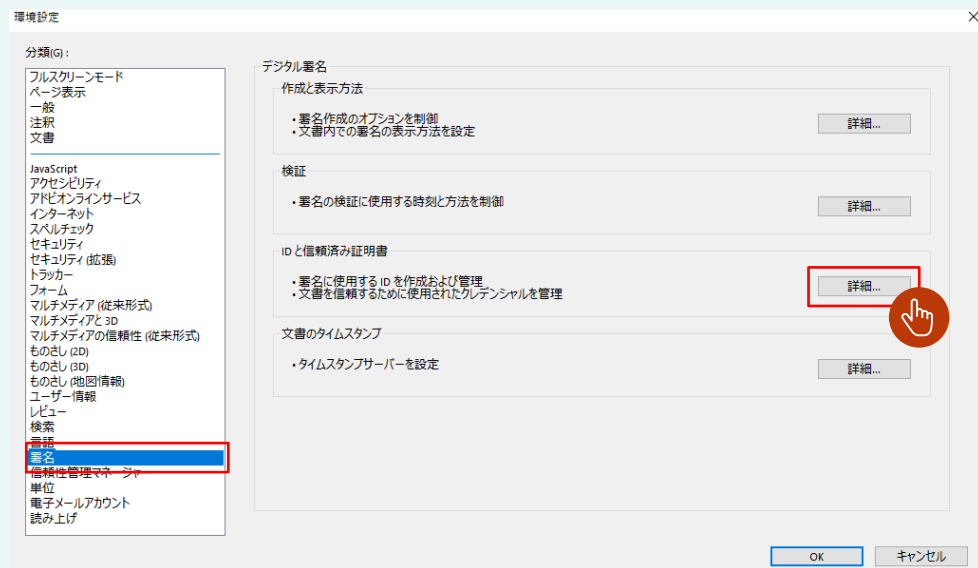 環境設定
分類(G):
フルスクリーンモード
ページ表示
一般
注釈
文書
JavaScript
アクセシビリティ
アドビオンラインサービス
インターネット
スペルチェック
セキュリティ
セキュリティ (拡張)
トラッカー
フォーム
マルチメディア (従来形式)
マルチメディアと 3D
マルチメディアの信頼性 (従来形式)
ものさし (2D)
ものさし (3D)
ものさし (地図情報)
ユーザー情報
レビュー
検索
言語
署名
信頼性管理マネージャ
単位
電子メールアカウント
読み上げ
デジタル署名
作成と表示方法
・署名作成のオプションを制御
・文書内での署名の表示方法を設定
詳細...
検証
・署名の検証に使用する時刻と方法を制御
詳細...
ID と信頼済み証明書
・署名に使用する ID を作成および管理
・文書を信頼するために使用されたクレデンシャルを管理
詳細...
文書のタイムスタンプ
・タイムスタンプサーバーを設定
詳細...
OK
キャンセル